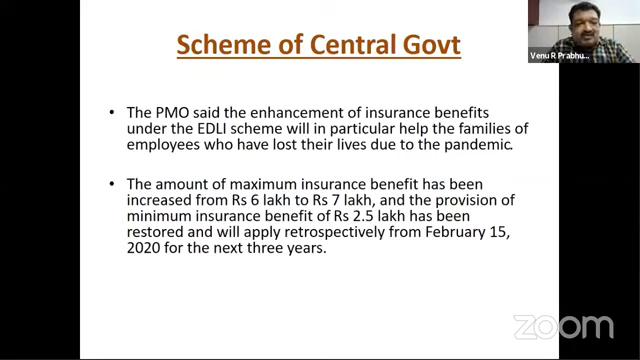 Scheme of Central Govt
Venu R Prabhu...
• The PMO said the enhancement of insurance benefits
under the EDLI scheme will in particular help the families of
employees who have lost their lives due to the pandemic.
• The amount of maximum insurance benefit has been
increased from Rs 6 lakh to Rs 7 lakh, and the provision of
minimum insurance benefit of Rs 2.5 lakh has been
restored and will apply retrospectively from February 15,
2020 for the next three years.
zoom